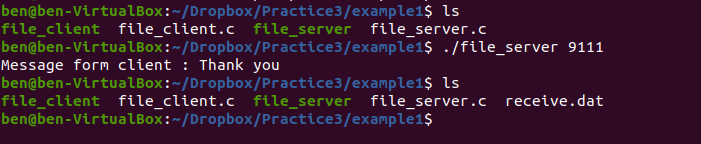 ben@ben-VirtualBox:~/Dropbox/Practice3/example1$ ls
file_client  file_client.c  file_server  file_server.c
ben@ben-VirtualBox:~/Dropbox/Practice3/example1$ ./file_server 9111
Message form client : Thank you
ben@ben-VirtualBox:~/Dropbox/Practice3/example1$ ls
file_client  file_client.c  file_server  file_server.c  receive.dat
ben@ben-VirtualBox:~/Dropbox/Practice3/example1$